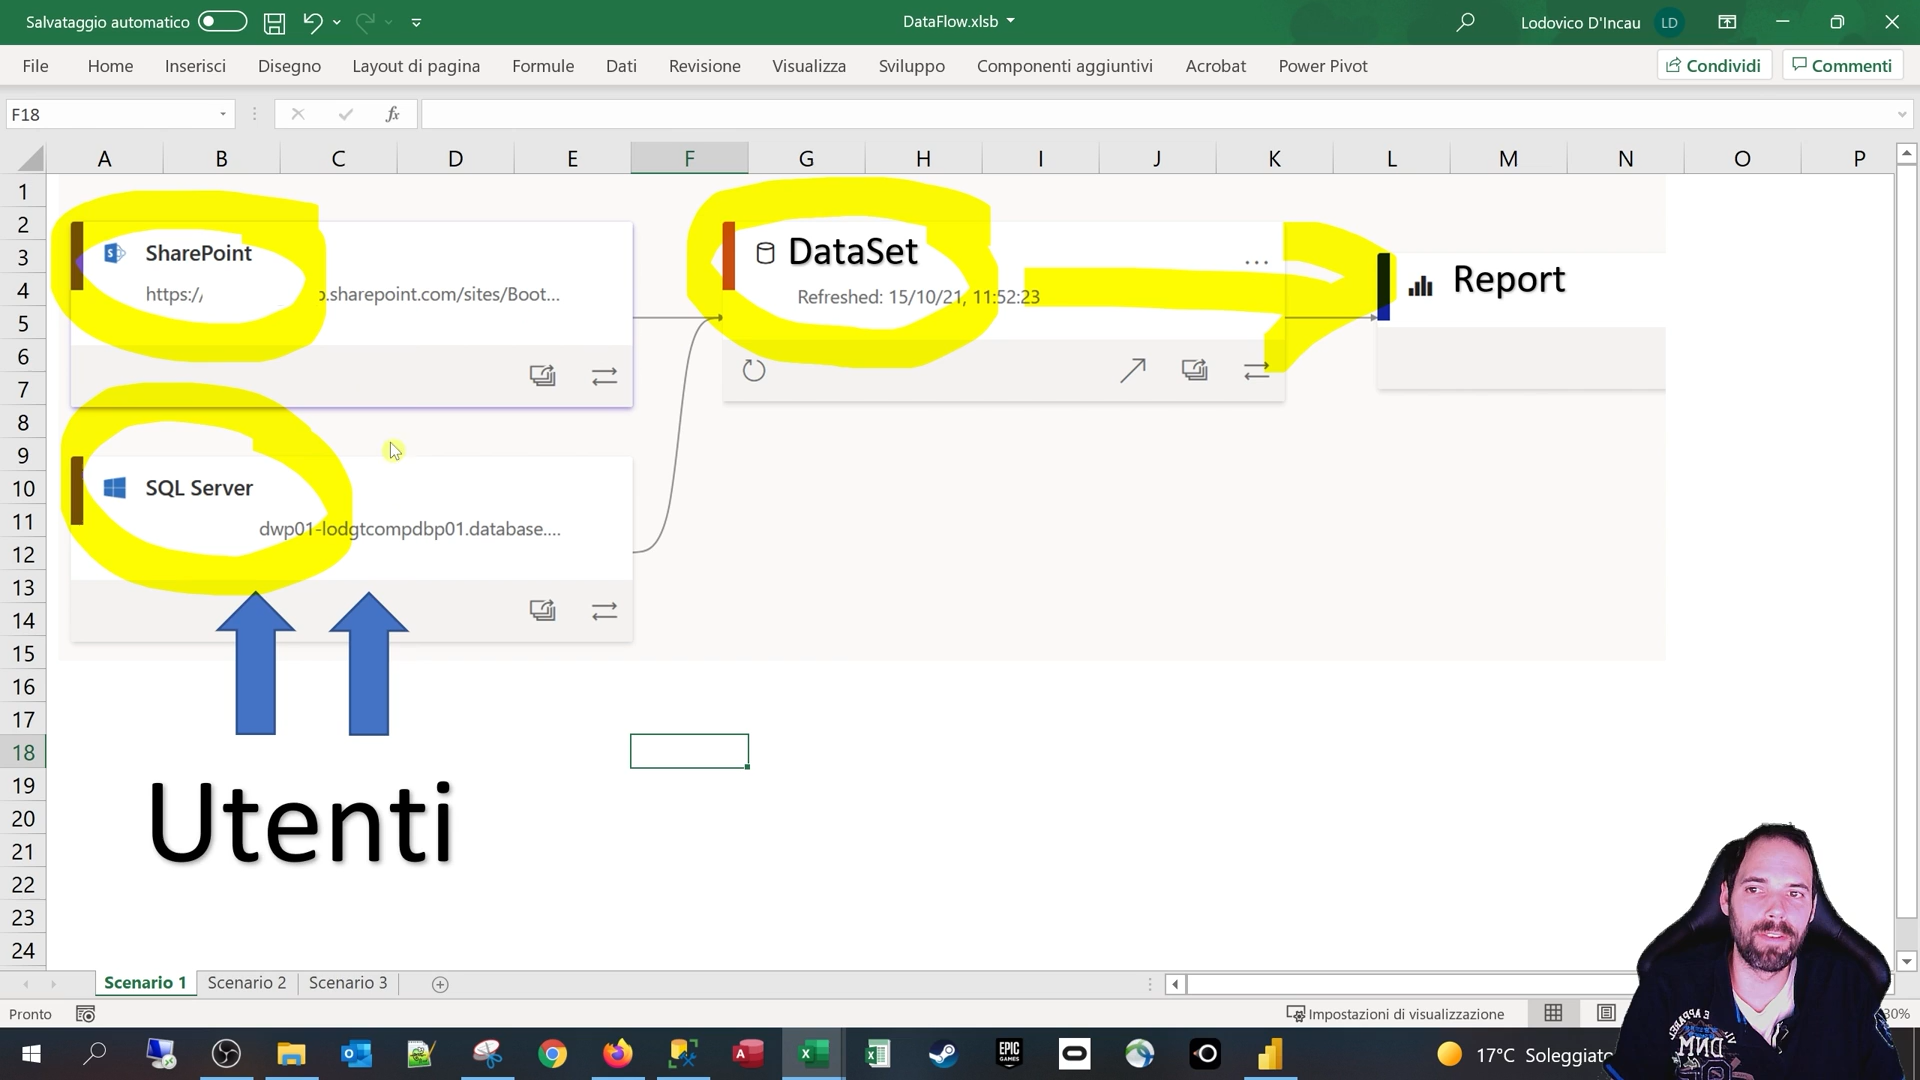 Salvataggio automatico
DataFlow.xlsb
Lodovico D'Incau LD
File Home Inserisci Disegno Layout di pagina Formule Dati Revisione Visualizza Sviluppo Componenti aggiuntivi Acrobat Power Pivot Condividi Commenti
F18 fx
A B C D E F G H I J K L M N O P
1
2
3
4
5
6
7
8
9
10
11
12
13
14
15
16
17
18
19
20
21
22
23
24
SharePoint
https:// .sharepoint.com/sites/Boot...
DataSet
Refreshed: 15/10/21, 11:52:23
Report
SQL Server
dwp01-lodgtcompdbp01.database....
Utenti
Scenario 1 Scenario 2 Scenario 3
Pronto
Impostazioni di visualizzazione
EPIC GAMES
17°C Soleggiato